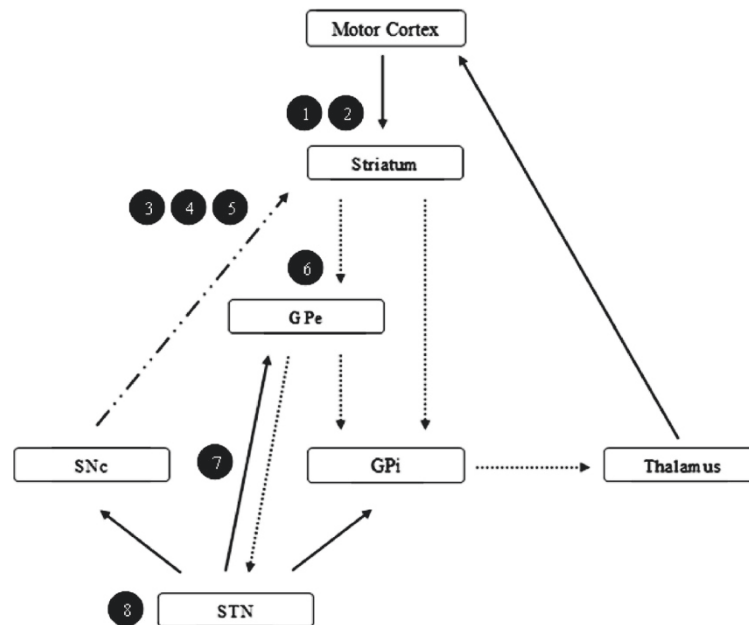 Motor Cortex
1 2
Striatum
3 4 5
6
GPe
SNc
7
GPi
Thalamus
8
STN